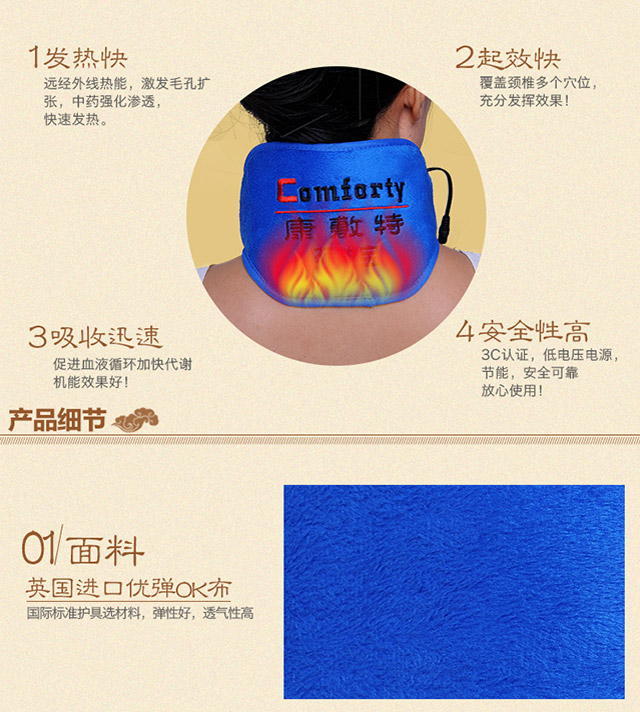 1发热快
远经外线热能，激发毛孔扩
张，中药强化渗透，
快速发热。
2起效快
覆盖颈椎多个穴位，
充分发挥效果！
Comforty
康敷特
3吸收迅速
促进血液循环加快代谢
机能效果好！
4安全性高
3C认证，低电压电源，
节能，安全可靠
放心使用！
产品细节
01/面料
英国进口优弹OK布
国际标准护具选材料，弹性好，透气性高